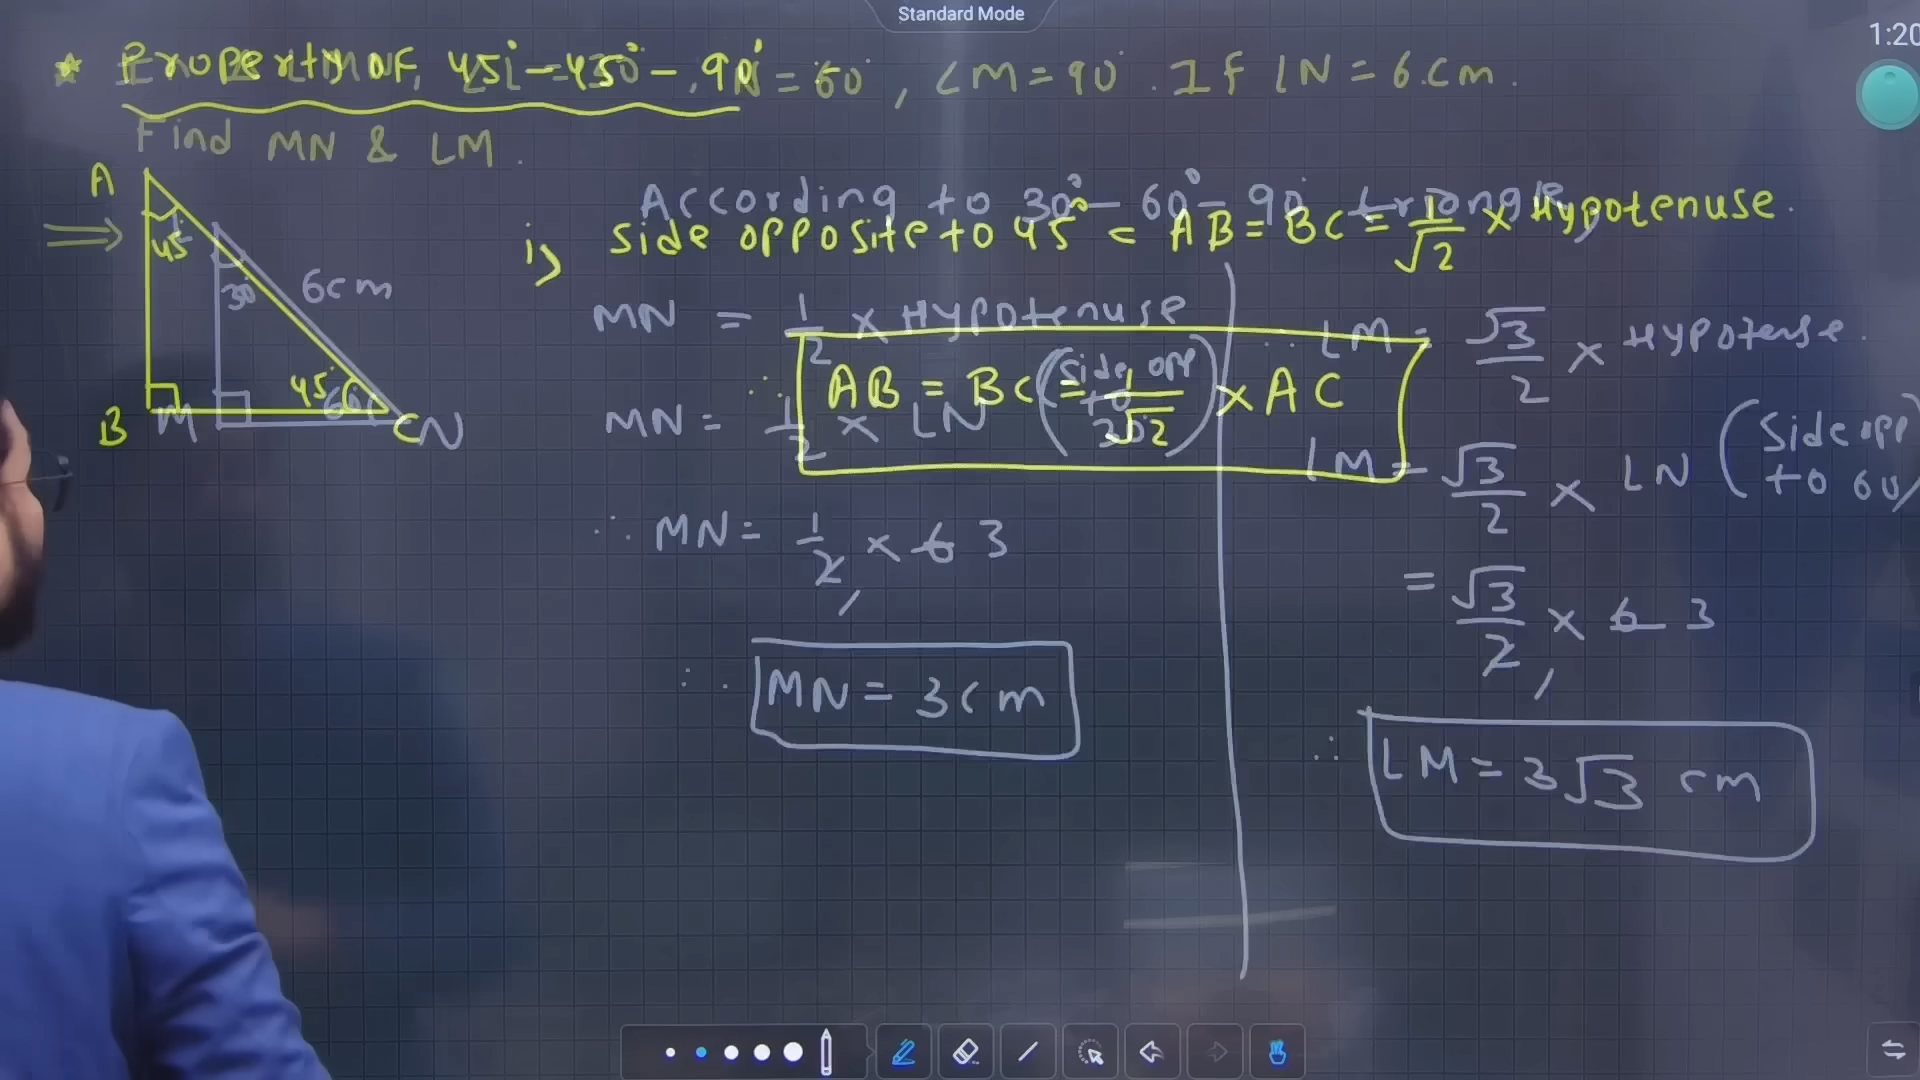 Standard Mode
1:20
* Property of 45° - 45° - 90°
N = 60°, ∠M = 90°. If LN = 6.cm.
Find MN & LM.
According to 30° - 60° - 90° triangle,
i) side opposite to 45° = AB = BC = 1/√2 × Hypotenuse.
A
45
B
45°
C
⇒
30°
6cm
M
60
N
MN = 1/2 × Hypotenuse
∴ AB = BC = 1/√2 × AC
MN = 1/2 × LN (side opp to 30°)
∴ MN = 1/2 × 6 3
∴ MN = 3cm
∴ LM = √3/2 × Hypotense.
LM = √3/2 × LN (Side opp to 60)
= √3/2 × 6 3
∴ LM = 3√3 cm